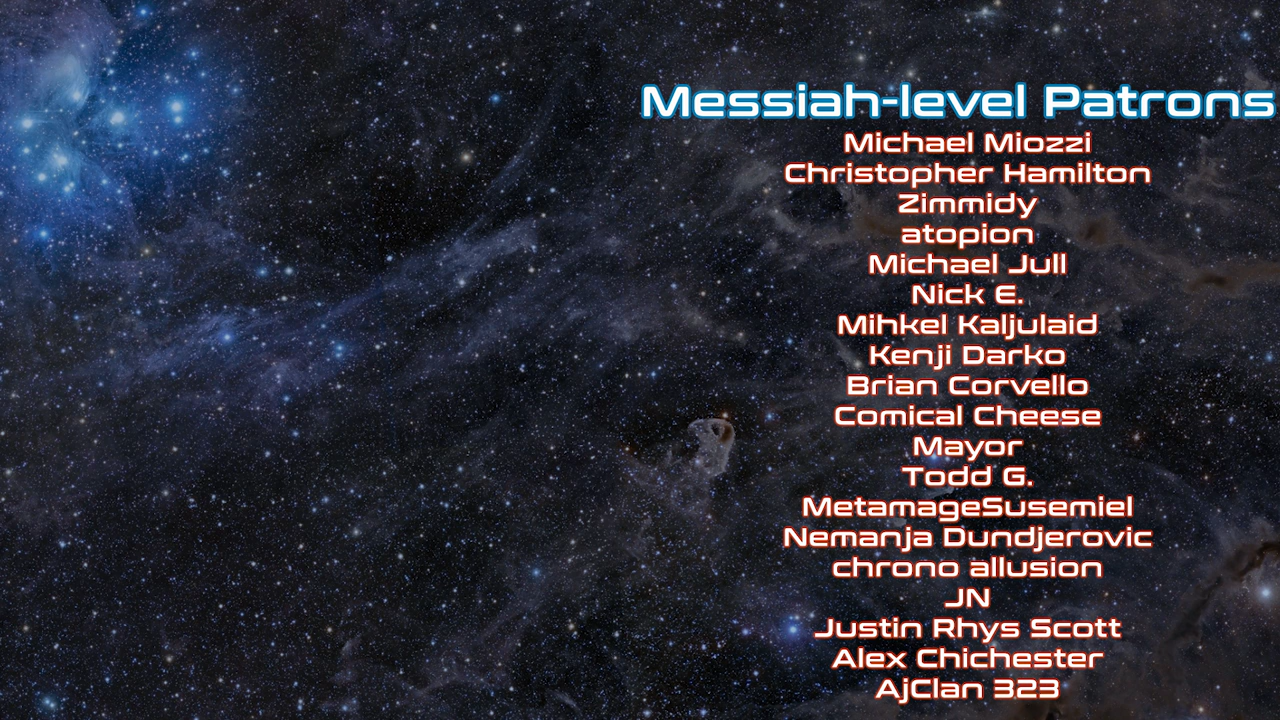 Messiah-level Patrons
Michael Miozzi
Christopher Hamilton
Zimmidy
atopion
Michael Jull
Nick E.
Mihkel Kaljulaid
Kenji Darko
Brian Corvello
Comical Cheese
Mayor
Todd G.
MetamageSusemiel
Nemanja Dundjerovic
chrono allusion
JN
Justin Rhys Scott
Alex Chichester
AjClan 323